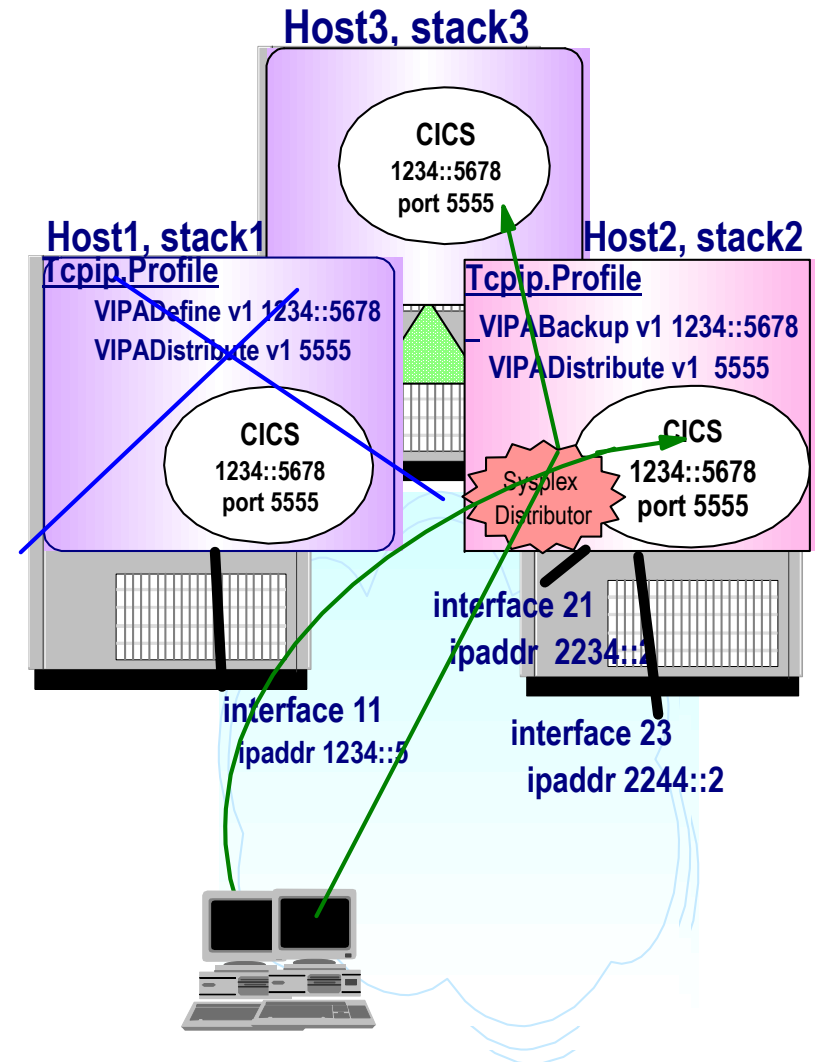 Host3, stack3
CICS
1234::5678
port 5555
Host1, stack1
Tcpip.Profile
VIPADefine v1 1234::5678
VIPADistribute v1 5555
CICS
1234::5678
port 5555
Host2, stack2
Tcpip.Profile
_VIPABackup v1 1234::5678
VIPADistribute v1 5555
CICS
1234::5678
port 5555
Sysplex
Distributor
interface 21
ipaddr 2234::2
interface 11
ipaddr 1234::5
interface 23
ipaddr 2244::2